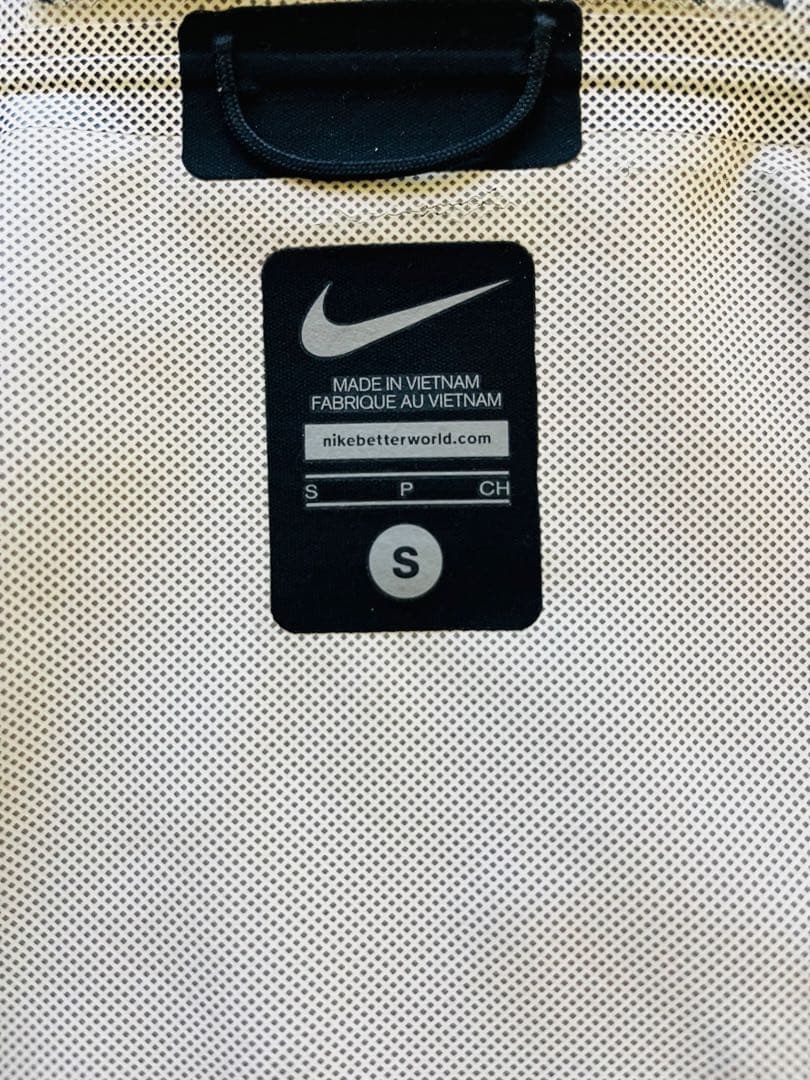 MADE IN VIETNAM
FABRIQUE AU VIETNAM
nikebetterworld.com
S P CH
S